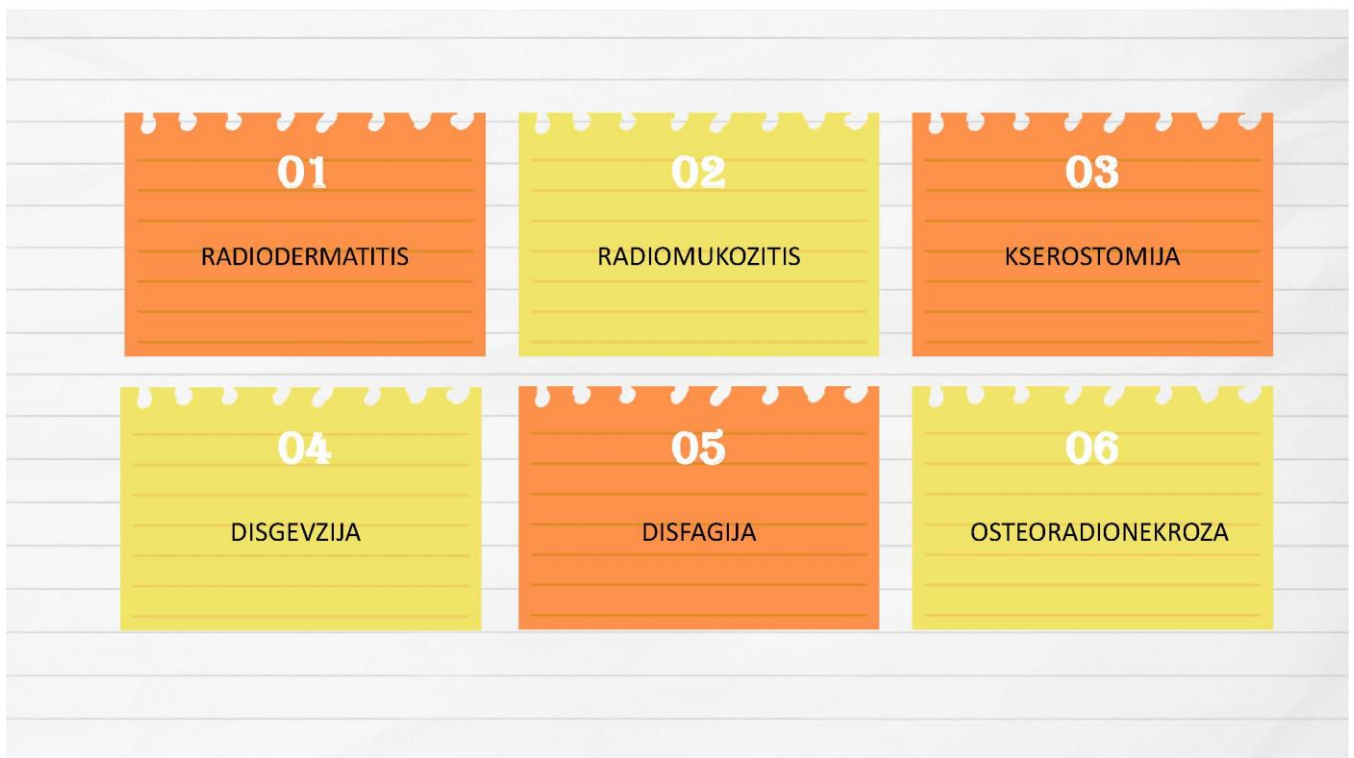 01
RADIODERMATITIS
02
RADIOMUKOZITIS
03
KSEROSTOMIJA
04
DISGEVZIJA
05
DISFAGIJA
06
OSTEORADIONEKROZA